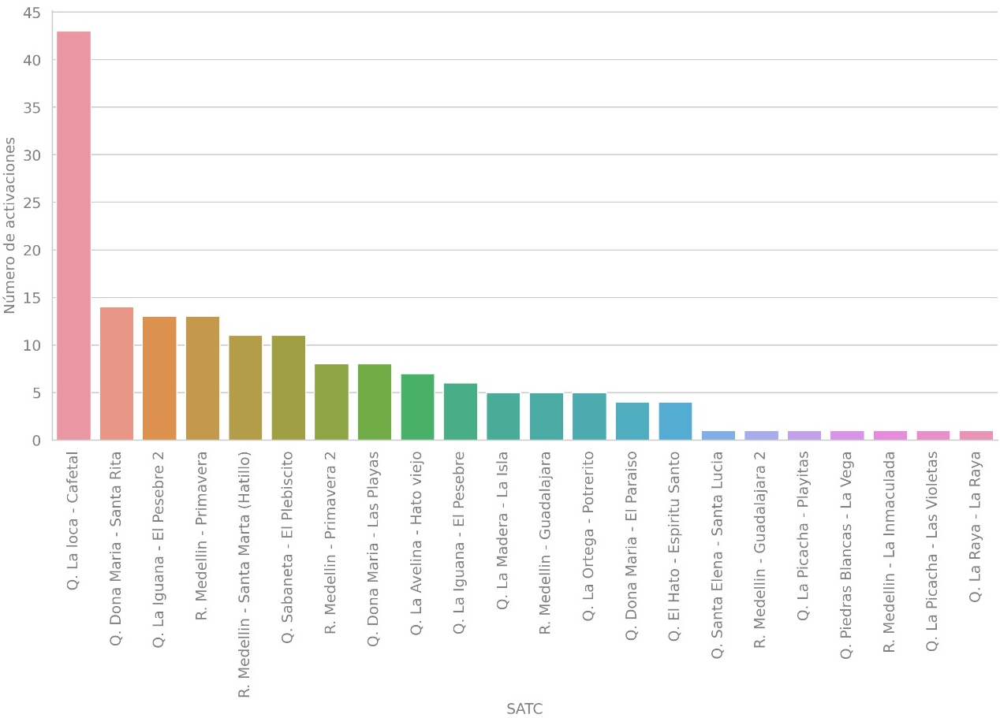 Número de activaciones
45
40
35
30
25
20
15
10
5
0
Q. La loca - Cafetal
Q. Dona Maria - Santa Rita
Q. La Iguana - El Pesebre 2
R. Medellin - Primavera
R. Medellin - Santa Marta (Hatillo)
Q. Sabaneta - El Plebiscito
R. Medellin - Primavera 2
Q. Dona Maria - Las Playas
Q. La Avelina - Hato viejo
Q. La Iguana - El Pesebre
Q. La Madera - La Isla
R. Medellin - Guadalajara
Q. La Ortega - Potrerito
Q. Dona Maria - El Paraiso
Q. El Hato - Espiritu Santo
Q. Santa Elena - Santa Lucia
R. Medellin - Guadalajara 2
Q. La Picacha - Playitas
Q. Piedras Blancas - La Vega
R. Medellin - La Inmaculada
Q. La Picacha - Las Violetas
Q. La Raya - La Raya
SATC